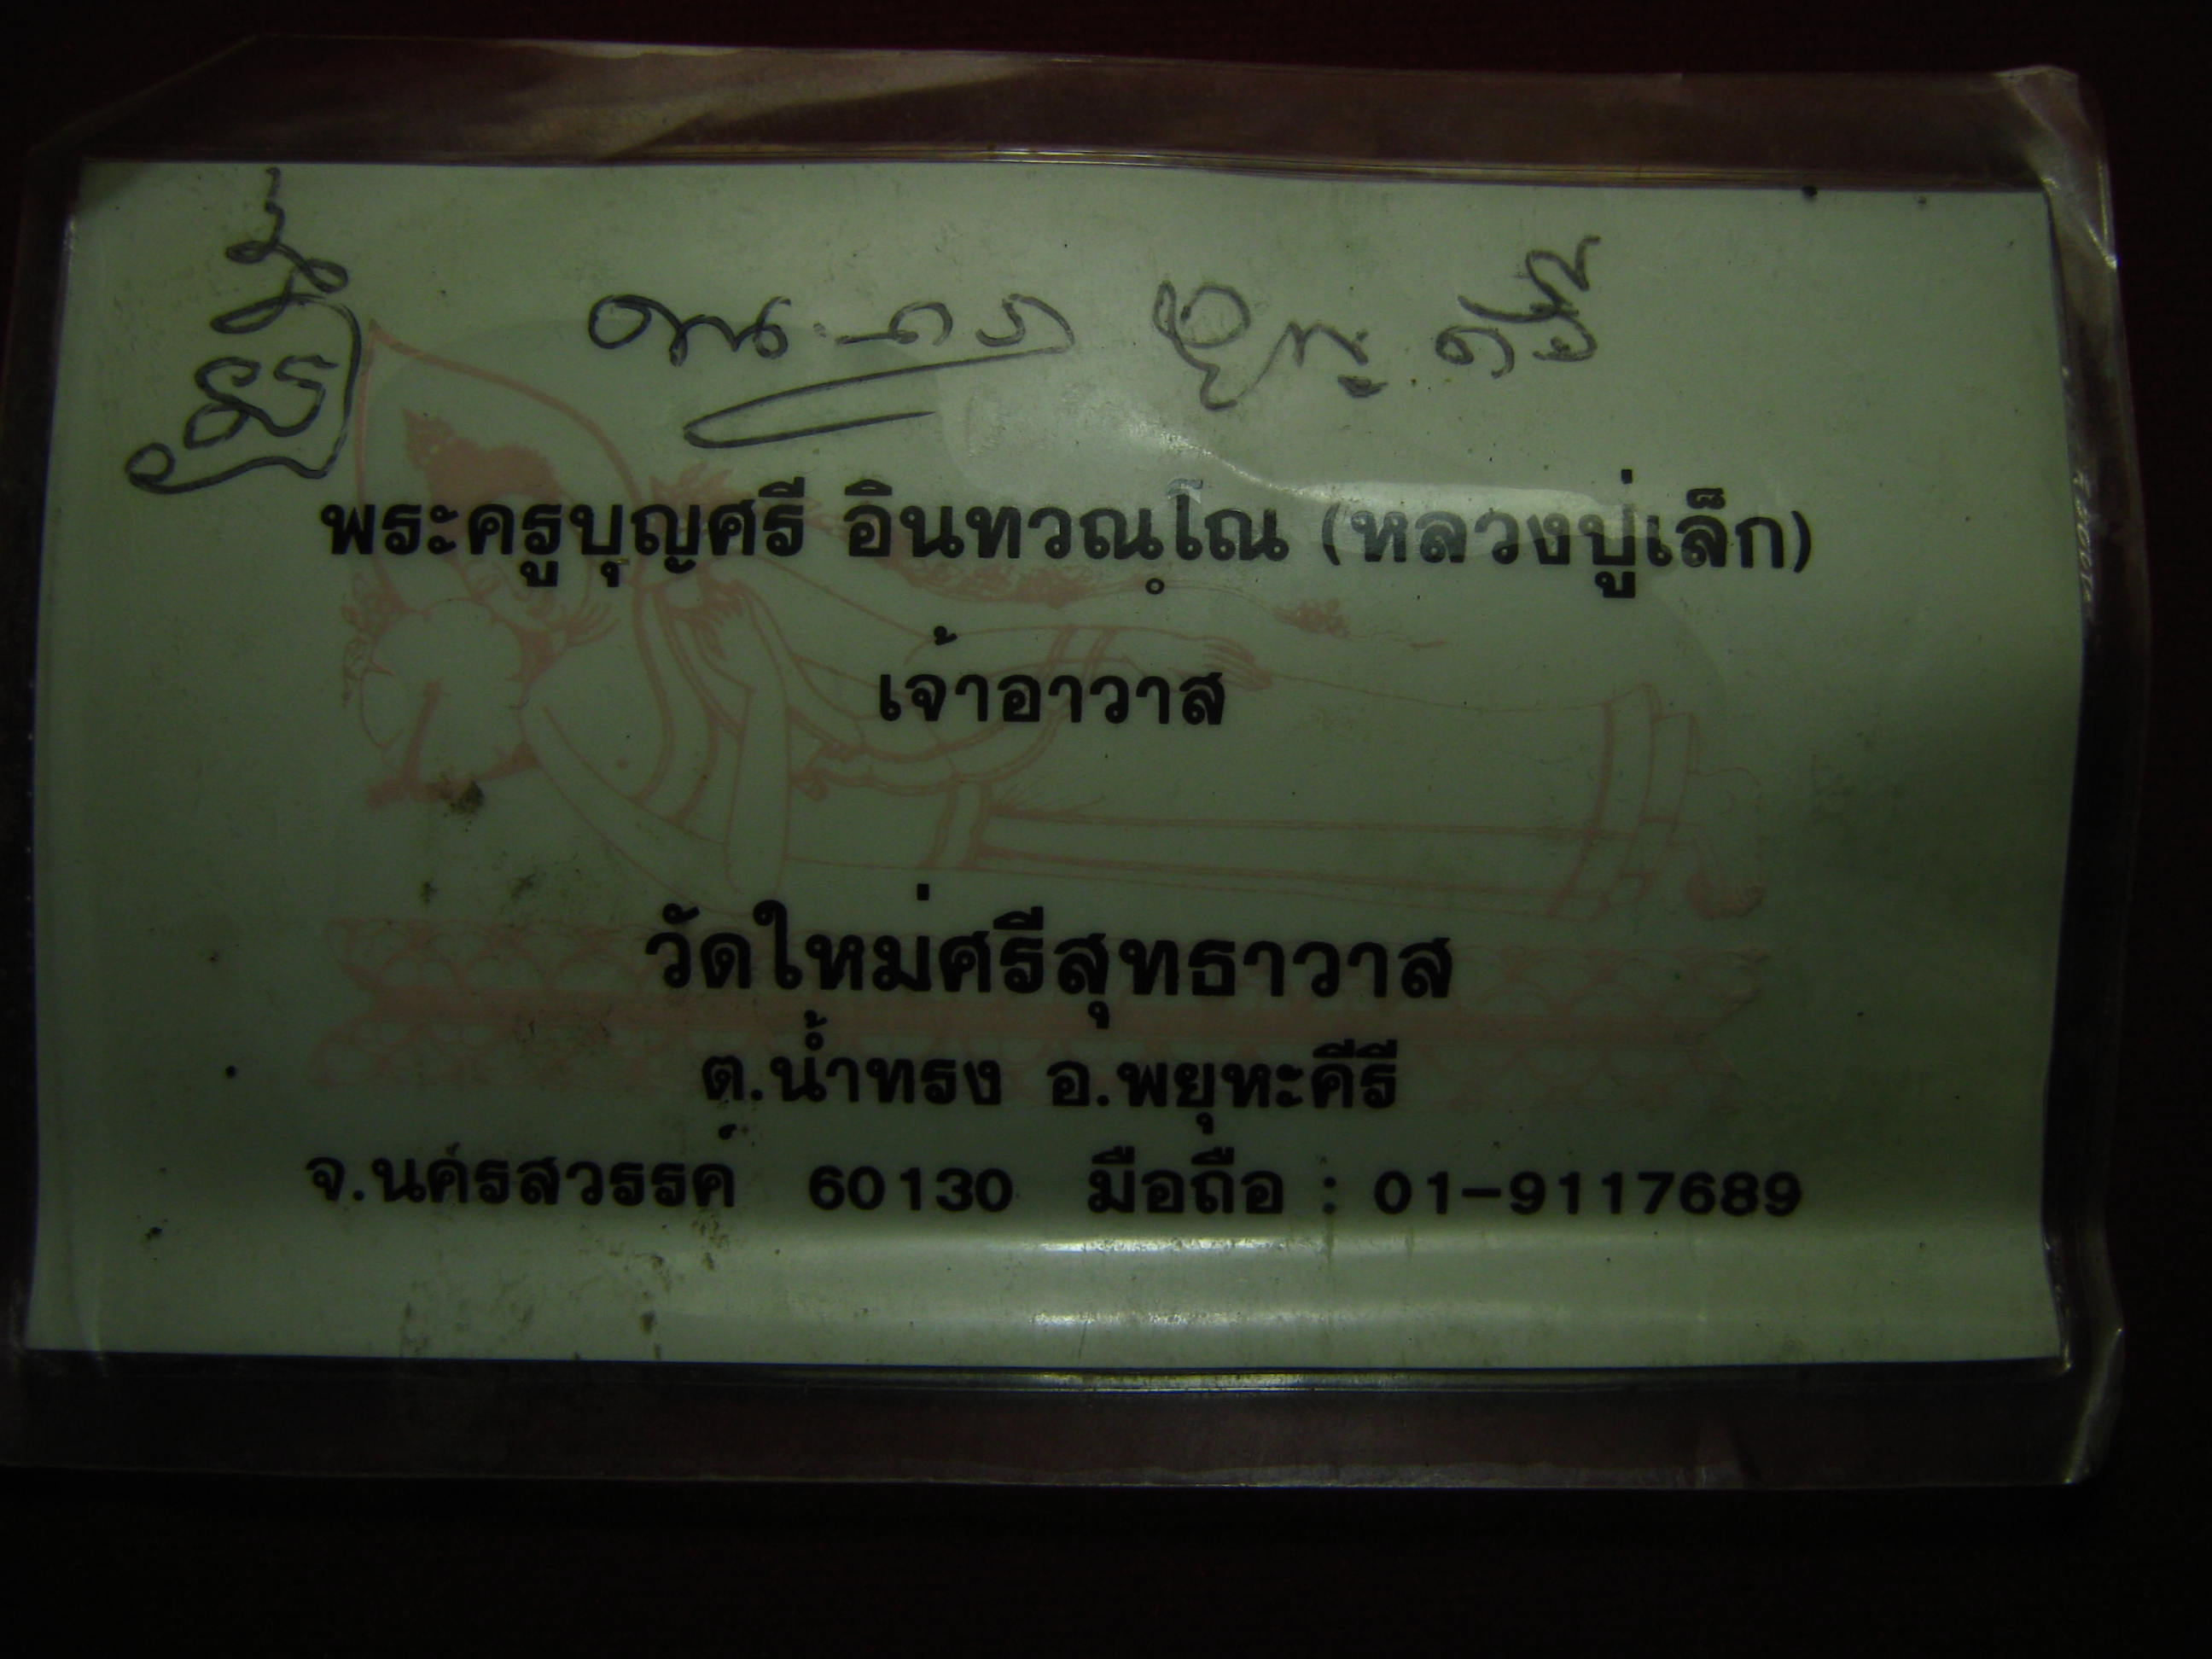 พระครูบุญศรี อินทวณฺโณ (หลวงปู่เล็ก)
เจ้าอาวาส
วัดใหม่ศรีสุทธาวาส
ต.น้ำทรง อ.พยุหะคีรี
จ.นครสวรรค์ 60130 มือถือ : 01-9117689